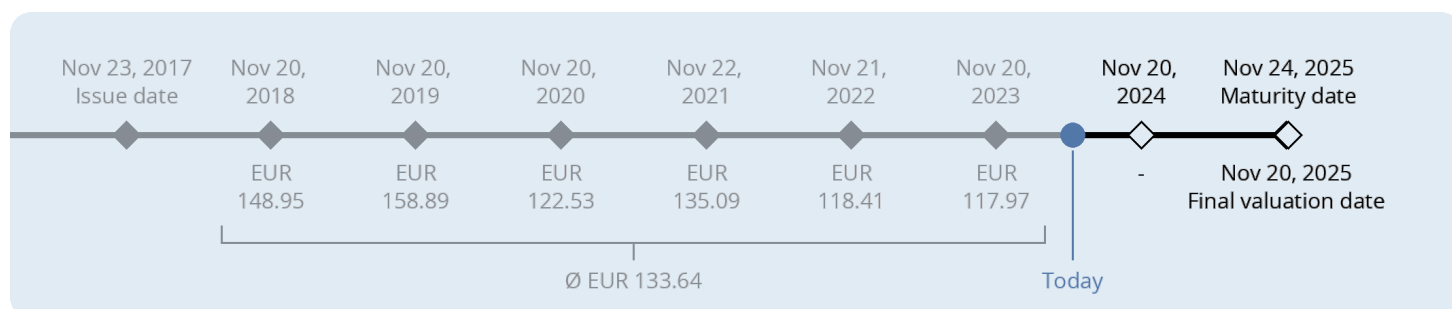 Nov 23, 2017
Issue date
Nov 20,
2018
Nov 20,
2019
Nov 20,
2020
Nov 22,
2021
Nov 21,
2022
Nov 20,
2023
Nov 20,
2024
Nov 24, 2025
Maturity date
EUR
148.95
EUR
158.89
EUR
122.53
EUR
135.09
EUR
118.41
EUR
117.97
-
Nov 20, 2025
Final valuation date
Ø EUR 133.64
Today